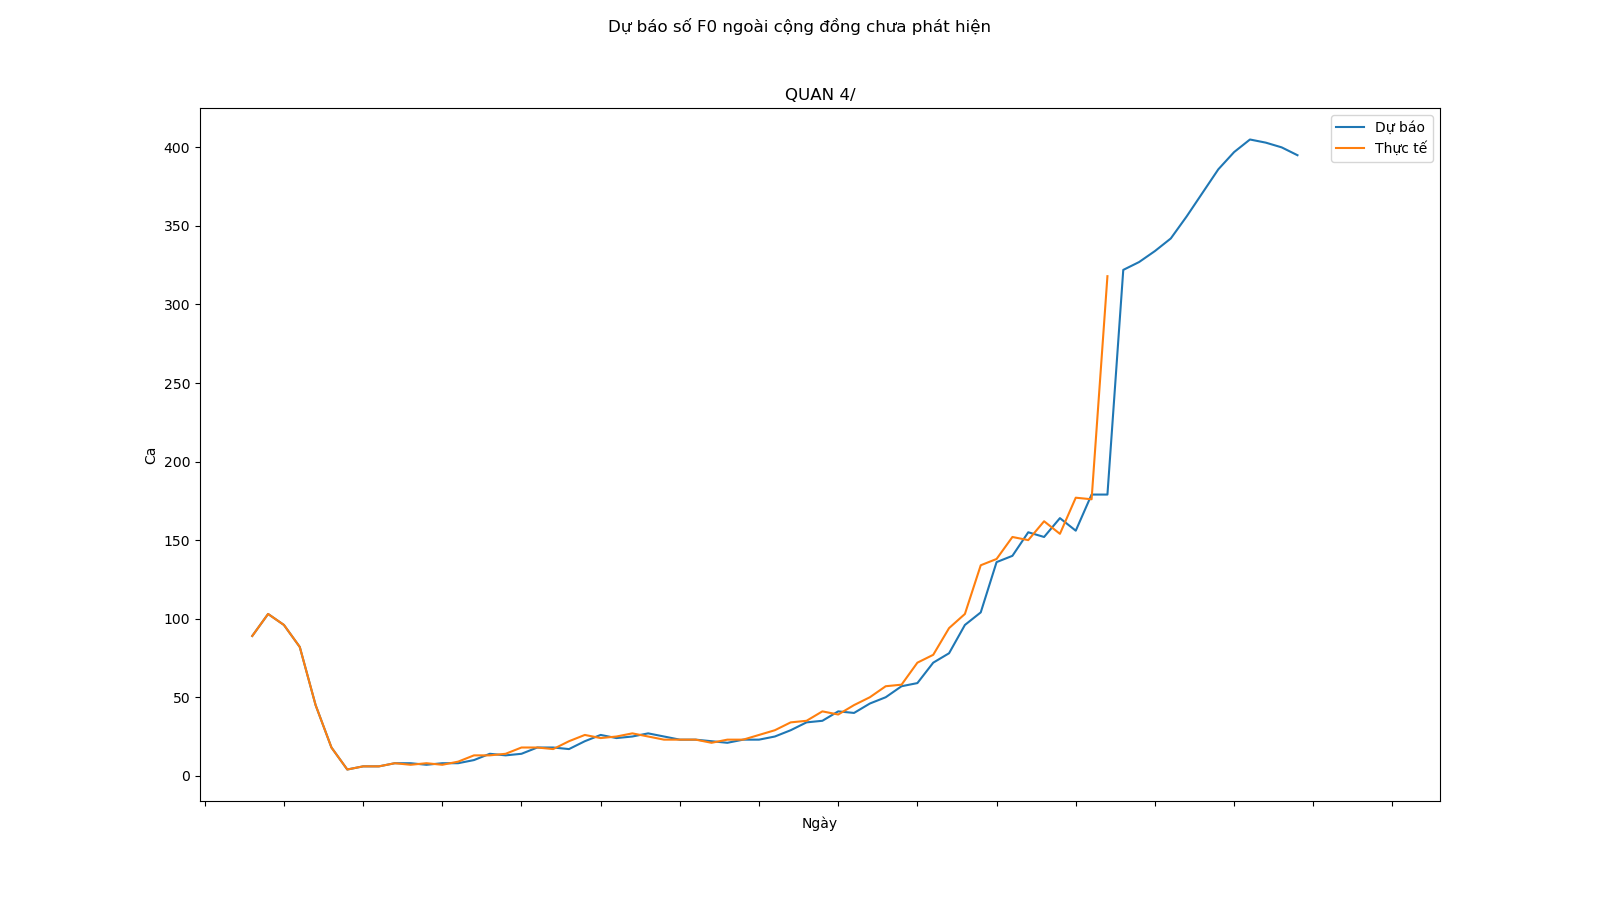 Dự báo số F0 ngoài cộng đồng chưa phát hiện
QUAN 4/
Dự báo
Thực tế
400
350
300
250
200
150
100
50
0
Ca
Ngày